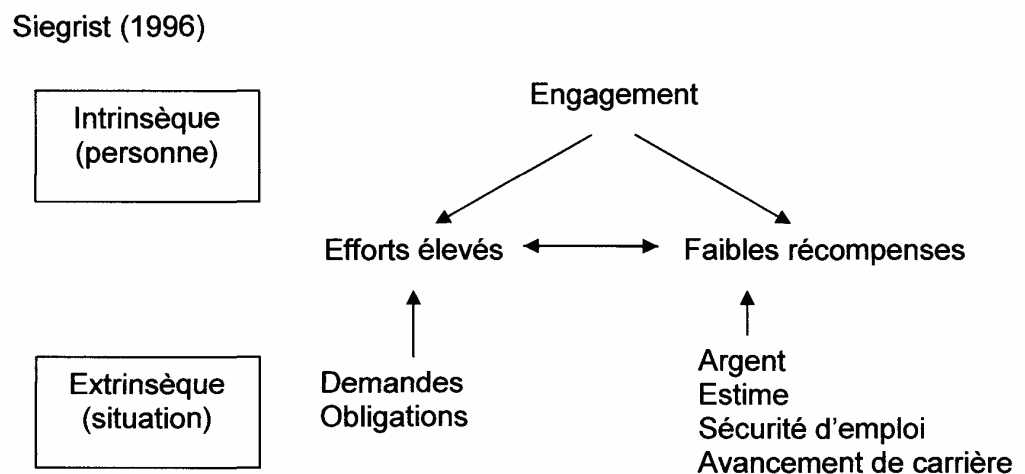 Siegrist (1996)
Intrinsèque
(personne)
Engagement
Efforts élevés
Faibles récompenses
Extrinsèque
(situation)
Demandes
Obligations
Argent
Estime
Sécurité d'emploi
Avancement de carrière